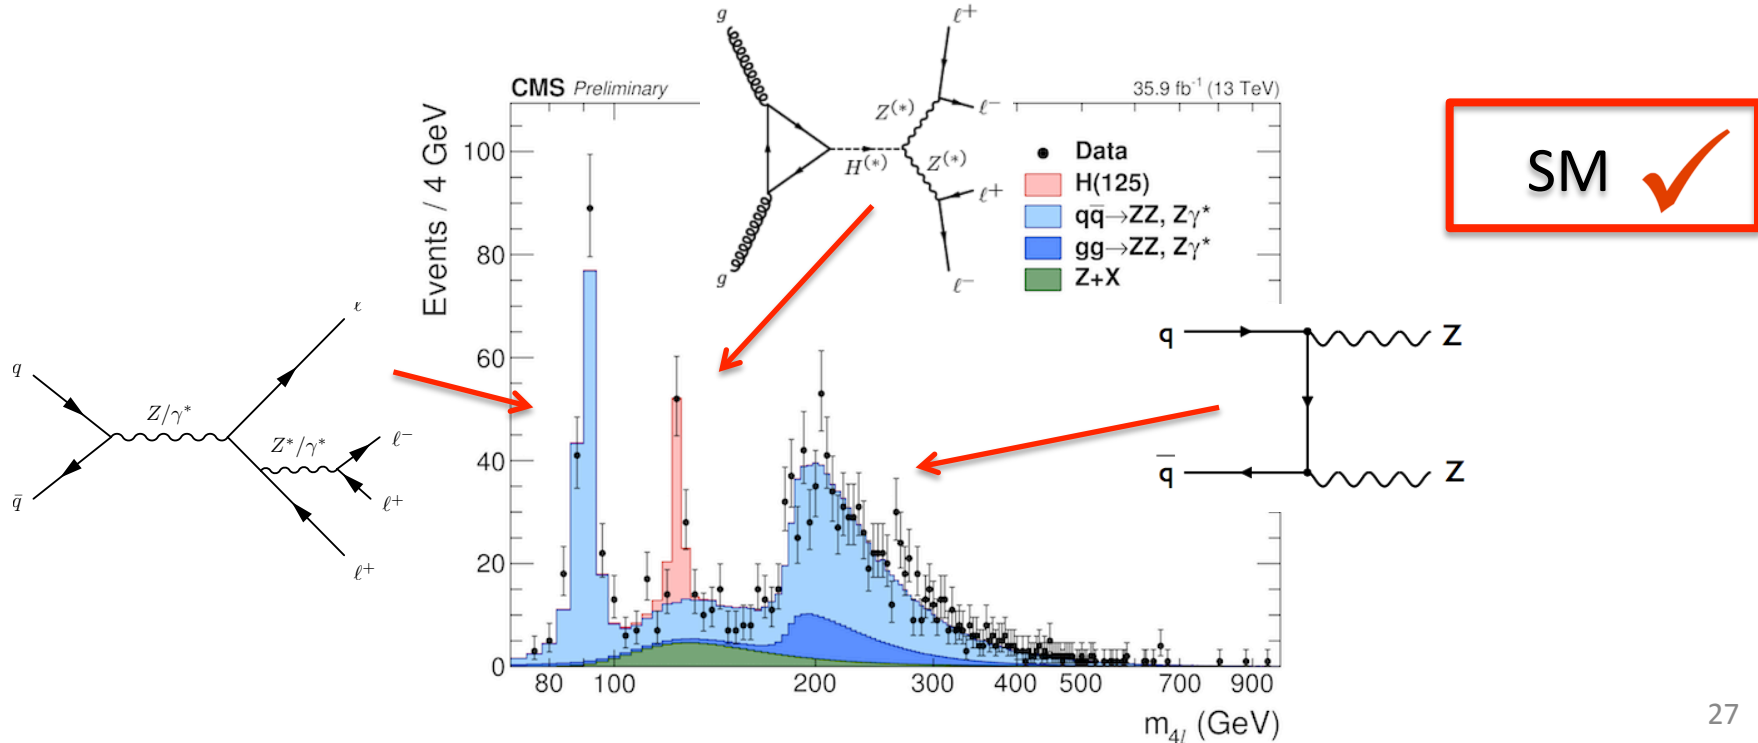 g
ℓ+
CMS Preliminary
35.9 fb⁻¹ (13 TeV)
Z(*)
ℓ−
H(*)
Z(*)
ℓ+
g
ℓ−
Data
H(125)
qq̅→ZZ, Zγ*
gg→ZZ, Zγ*
Z+X
SM ✓
Events / 4 GeV
100
80
60
40
20
0
80 100 200 300 400 500 700 900
m4l (GeV)
q
q̄
Z/γ*
Z*/γ*
ℓ
ℓ−
ℓ+
ℓ+
q
Z
q̅
Z
27